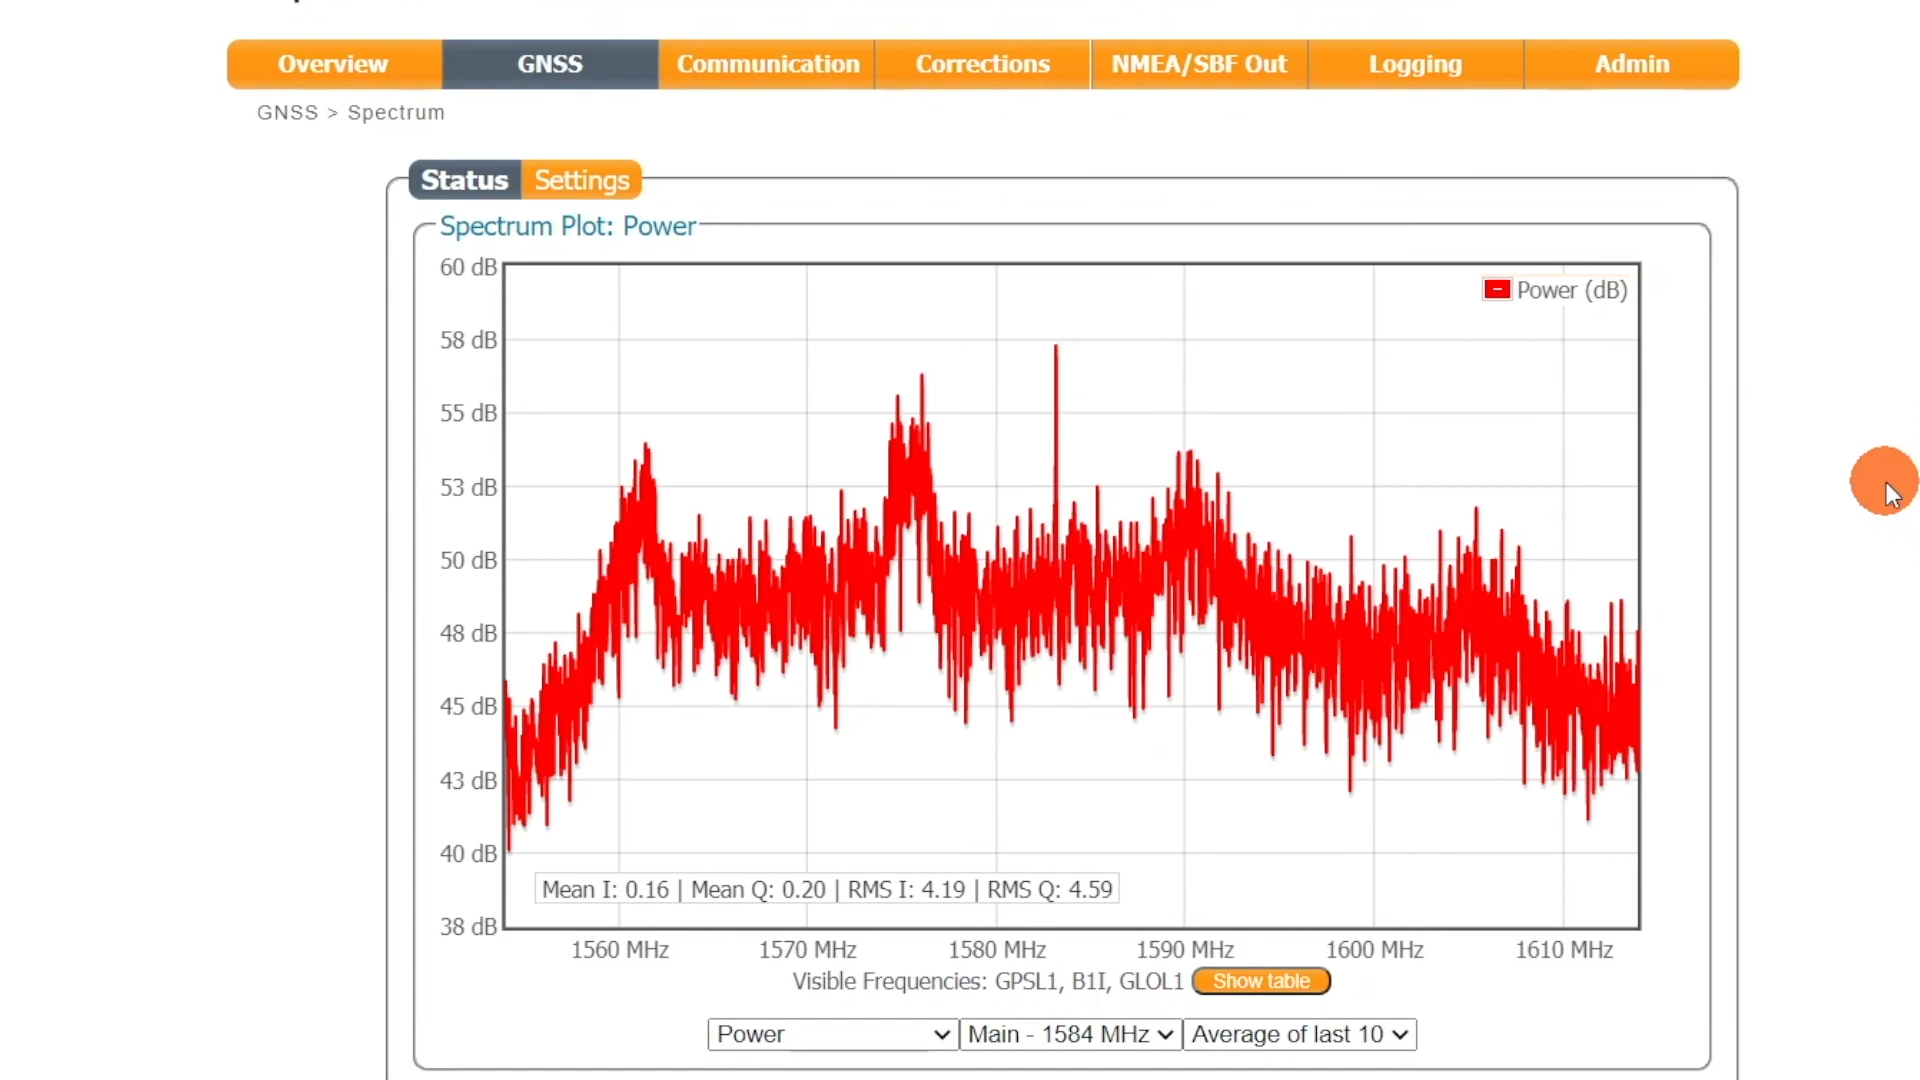 Overview GNSS Communication Corrections NMEA/SBF Out Logging Admin
GNSS > Spectrum
Status Settings
Spectrum Plot: Power
60 dB
Power (dB)
58 dB
55 dB
53 dB
50 dB
48 dB
45 dB
43 dB
40 dB
Mean I: 0.16 | Mean Q: 0.20 | RMS I: 4.19 | RMS Q: 4.59
38 dB
1560 MHz 1570 MHz 1580 MHz 1590 MHz 1600 MHz 1610 MHz
Visible Frequencies: GPSL1, B1I, GLOL1 Show table
Power Main - 1584 MHz Average of last 10